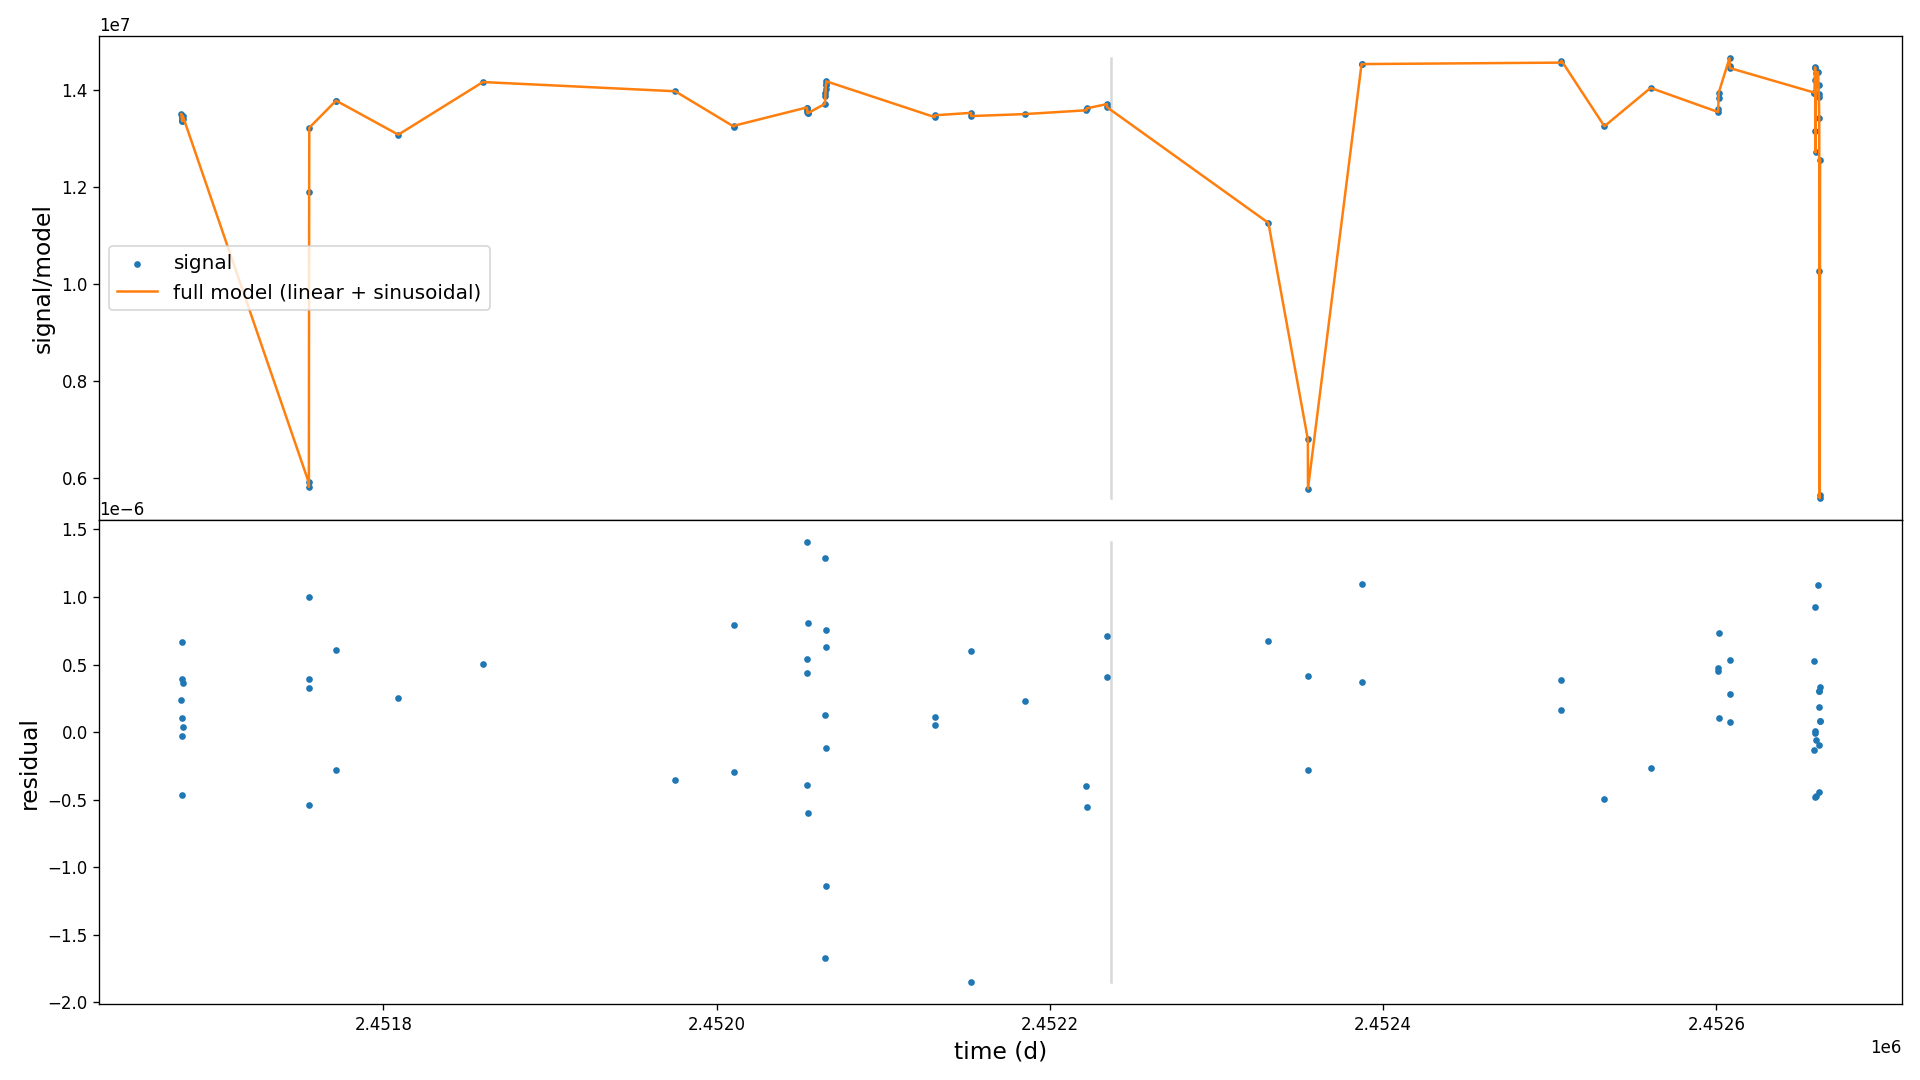 1e7
1.4
1.2
1.0
0.8
0.6
signal/model
signal
full model (linear + sinusoidal)
1e−6
1.5
1.0
0.5
0.0
−0.5
−1.0
−1.5
−2.0
residual
2.4518
2.4520
2.4522
2.4524
2.4526
1e6
time (d)